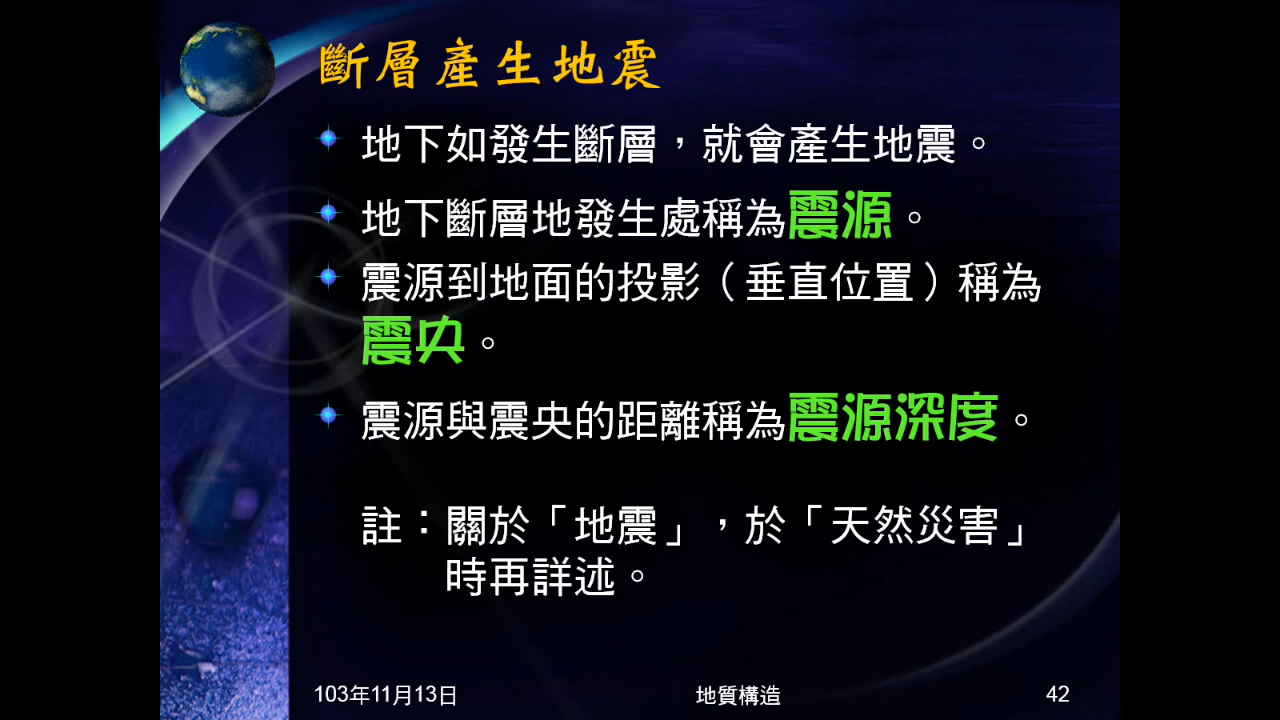 斷層產生地震
地下如發生斷層，就會產生地震。
地下斷層地發生處稱為震源。
震源到地面的投影（垂直位置）稱為
震央。
震源與震央的距離稱為震源深度。
註：關於「地震」，於「天然災害」
時再詳述。
103年11月13日
地質構造
42